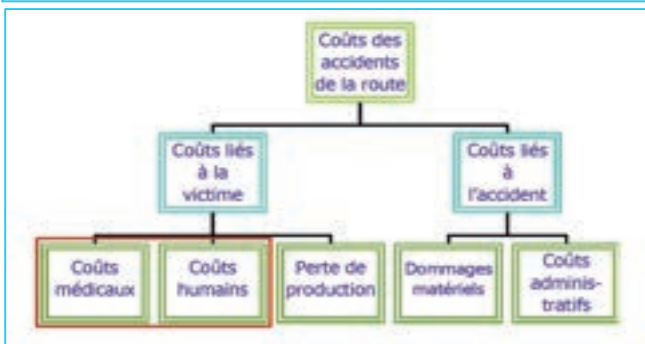 Coûts des
accidents
de la route
Coûts liés
à la
victime
Coûts liés
à
l'accident
Coûts
médicaux
Coûts
humains
Perte de
production
Dommages
matériels
Coûts
adminis-
tratifs